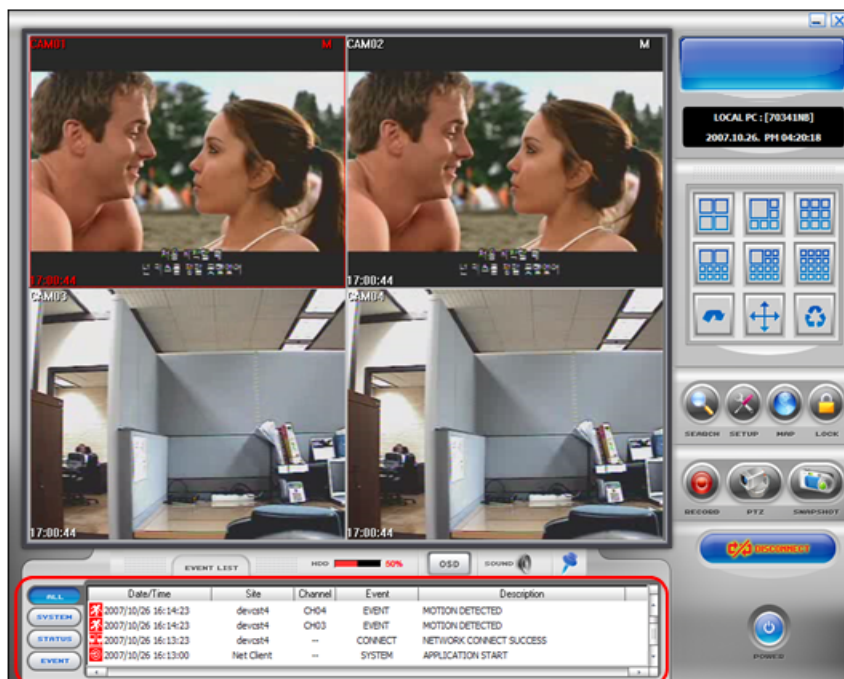 CAM01 M
CAM02 M
17:00:44
17:00:44
CAM03
CAM04
17:00:44
17:00:44
LOCAL PC : [70341NB]
2007.10.26. PM 04:20:18
SEARCH SETUP MAP LOCK
RECORD PTZ SNAPSHOT
DISCONNECT
POWER
EVENT LIST HDD 50% OSD SOUND
ALL
SYSTEM
STATUS
EVENT
Date/Time Site Channel Event Description
2007/10/26 16:14:23 devcst4 CH04 EVENT MOTION DETECTED
2007/10/26 16:14:23 devcst4 CH03 EVENT MOTION DETECTED
2007/10/26 16:13:23 devcst4 -- CONNECT NETWORK CONNECT SUCCESS
2007/10/26 16:13:00 Net Client -- SYSTEM APPLICATION START